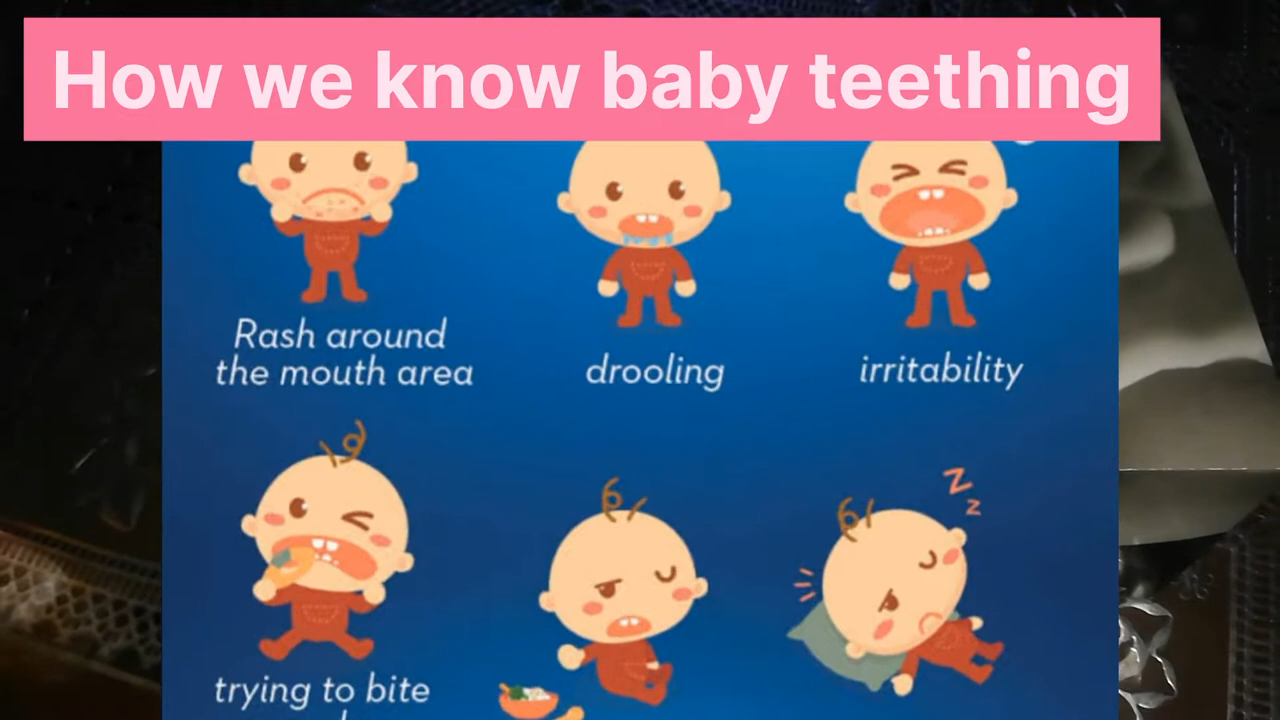 How we know baby teething
Rash around
the mouth area
drooling
irritability
trying to bite